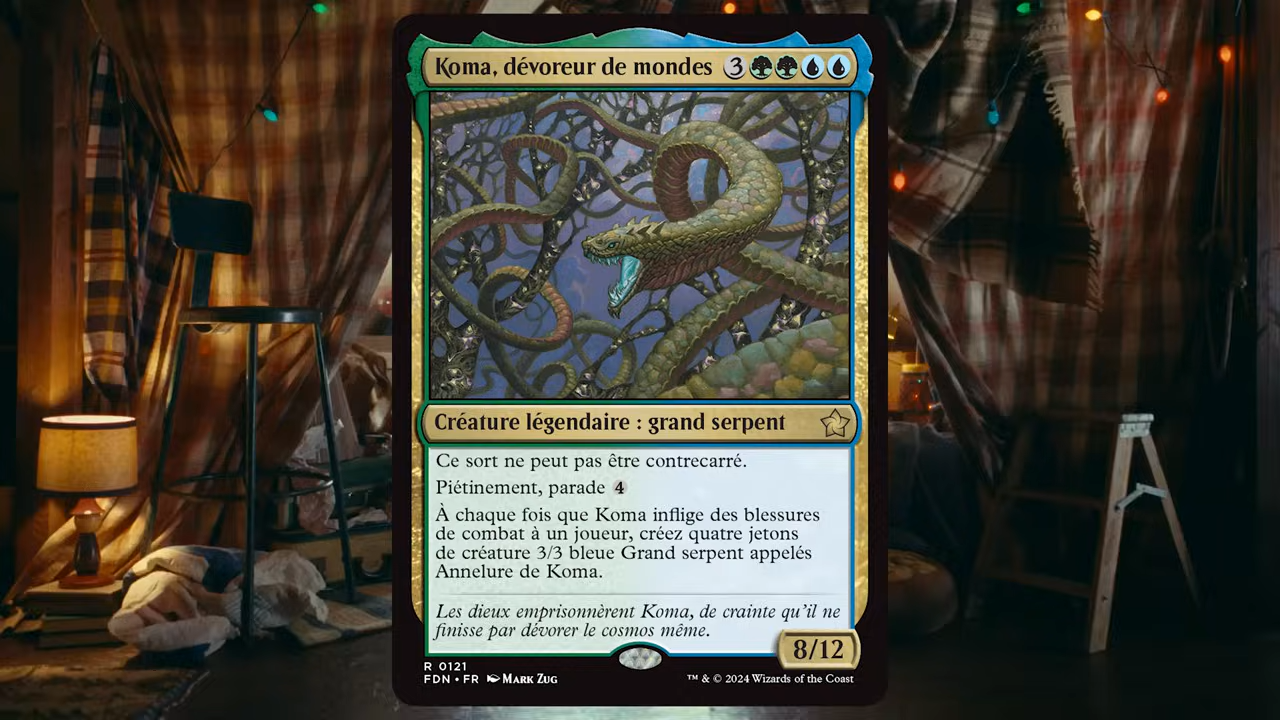 Koma, dévoreur de mondes 3
Créature légendaire : grand serpent
Ce sort ne peut pas être contrecarré.
Piétinement, parade 4
À chaque fois que Koma inflige des blessures
de combat à un joueur, créez quatre jetons
de créature 3/3 bleue Grand serpent appelés
Annelure de Koma.
Les dieux emprisonnèrent Koma, de crainte qu'il ne
finisse par dévorer le cosmos même.
8/12
R 0121
FDN • FR Mark Zug
™ & © 2024 Wizards of the Coast